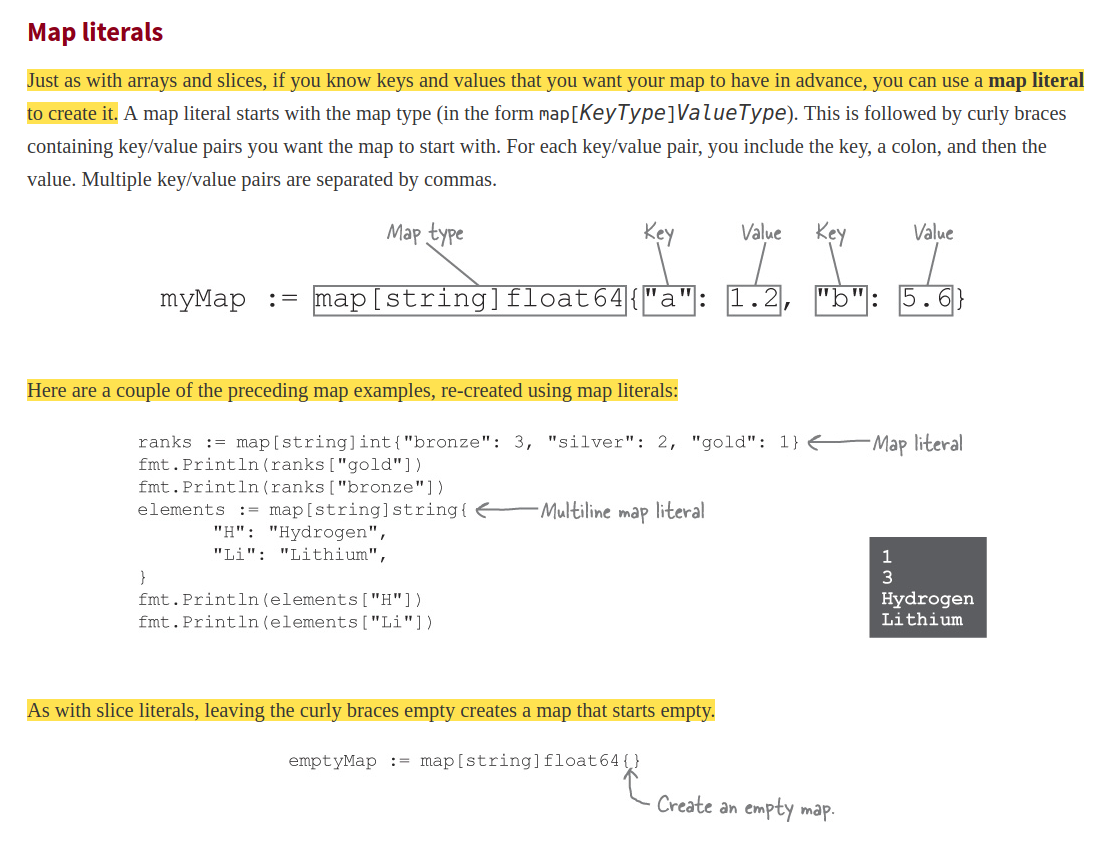 Map literals
Just as with arrays and slices, if you know keys and values that you want your map to have in advance, you can use a map literal
to create it. A map literal starts with the map type (in the form map[KeyType]ValueType). This is followed by curly braces
containing key/value pairs you want the map to start with. For each key/value pair, you include the key, a colon, and then the
value. Multiple key/value pairs are separated by commas.
Map type Key Value Key Value
myMap := map[string]float64{"a": 1.2, "b": 5.6}
Here are a couple of the preceding map examples, re-created using map literals:
ranks := map[string]int{"bronze": 3, "silver": 2, "gold": 1} Map literal
fmt.Println(ranks["gold"])
fmt.Println(ranks["bronze"])
elements := map[string]string{ Multiline map literal
"H": "Hydrogen",
"Li": "Lithium",
}
fmt.Println(elements["H"])
fmt.Println(elements["Li"])
1
3
Hydrogen
Lithium
As with slice literals, leaving the curly braces empty creates a map that starts empty.
emptyMap := map[string]float64{}
Create an empty map.